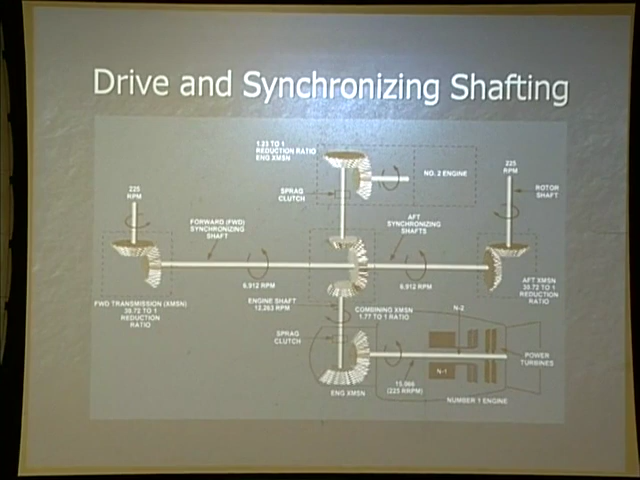 Drive and Synchronizing Shafting
1.23 TO 1
REDUCTION RATIO
ENG XMSN
NO. 2 ENGINE
225
RPM
SPRAG
CLUTCH
225
RPM
ROTOR
SHAFT
FORWARD (FWD)
SYNCHRONIZING
SHAFT
AFT
SYNCHRONIZING
SHAFTS
6,912 RPM
6,912 RPM
AFT XMSN
30.72 TO 1
REDUCTION
RATIO
FWD TRANSMISSION (XMSN)
30.72 TO 1
REDUCTION
RATIO
ENGINE SHAFT
COMBINING XMSN
1.77 TO 1 RATIO
N-2
SPRAG
CLUTCH
POWER
TURBINES
N-1
15,066
(225 RRPM)
ENG XMSN
NUMBER 1 ENGINE